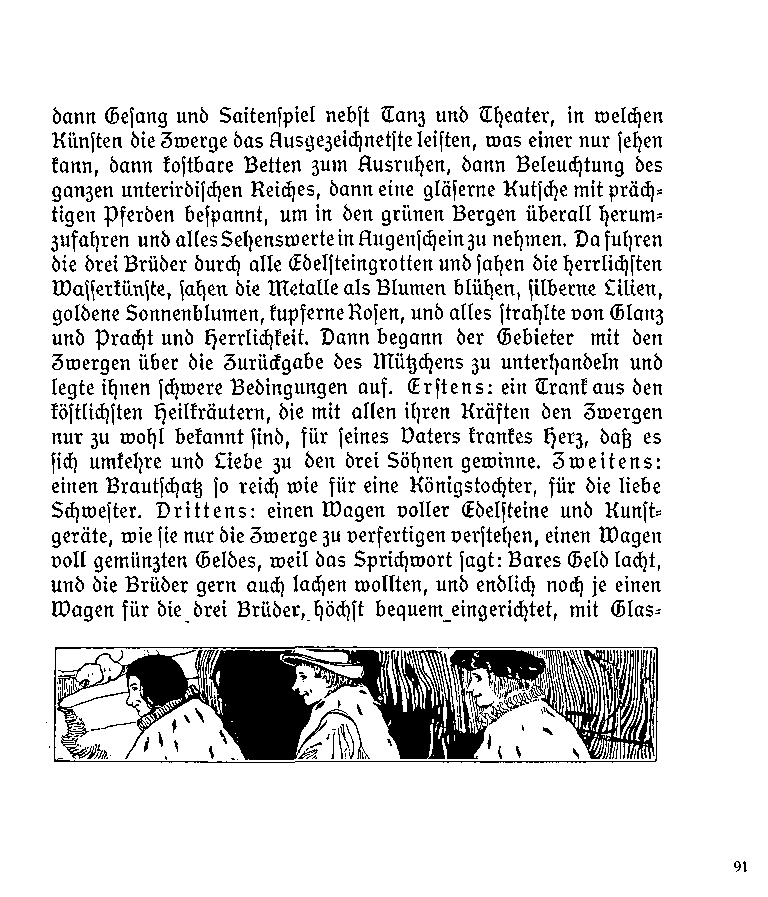 dann Gesang und Saitenspiel nebst Tanz und Theater, in welchen
Künsten die Zwerge das Ausgezeichnetste leisten, was einer nur sehen
kann, dann kostbare Betten zum Ausruhen, dann Beleuchtung des
ganzen unterirdischen Reiches, dann eine gläserne Kutsche mit präch-
tigen Pferden bespannt, um in den grünen Bergen überall herum-
zufahren und alles Sehenswerte in Augenschein zu nehmen. Da fuhren
die drei Brüder durch alle Edelsteingrotten und sahen die herrlichsten
Wasserkünste, sahen die Metalle als Blumen blühen, silberne Lilien,
goldene Sonnenblumen, kupferne Rosen, und alles strahlte von Glanz
und Pracht und Herrlichkeit. Dann begann der Gebieter mit den
Zwergen über die Zurückgabe des Mützchens zu unterhandeln und
legte ihnen schwere Bedingungen auf. Erstens: ein Trank aus den
köstlichsten Heilkräutern, die mit allen ihren Kräften den Zwergen
nur zu wohl bekannt sind, für seines Vaters krankes Herz, daß es
sich umkehre und Liebe zu den drei Söhnen gewinne. Zweitens:
einen Brautschatz so reich wie für eine Königstochter, für die liebe
Schwester. Drittens: einen Wagen voller Edelsteine und Kunst-
geräte, wie sie nur die Zwerge zu verfertigen verstehen, einen Wagen
voll gemünzten Geldes, weil das Sprichwort sagt: Bares Geld lacht,
und die Brüder gern auch lachen wollten, und endlich noch je einen
Wagen für die drei Brüder, höchst bequem eingerichtet, mit Glas-
91